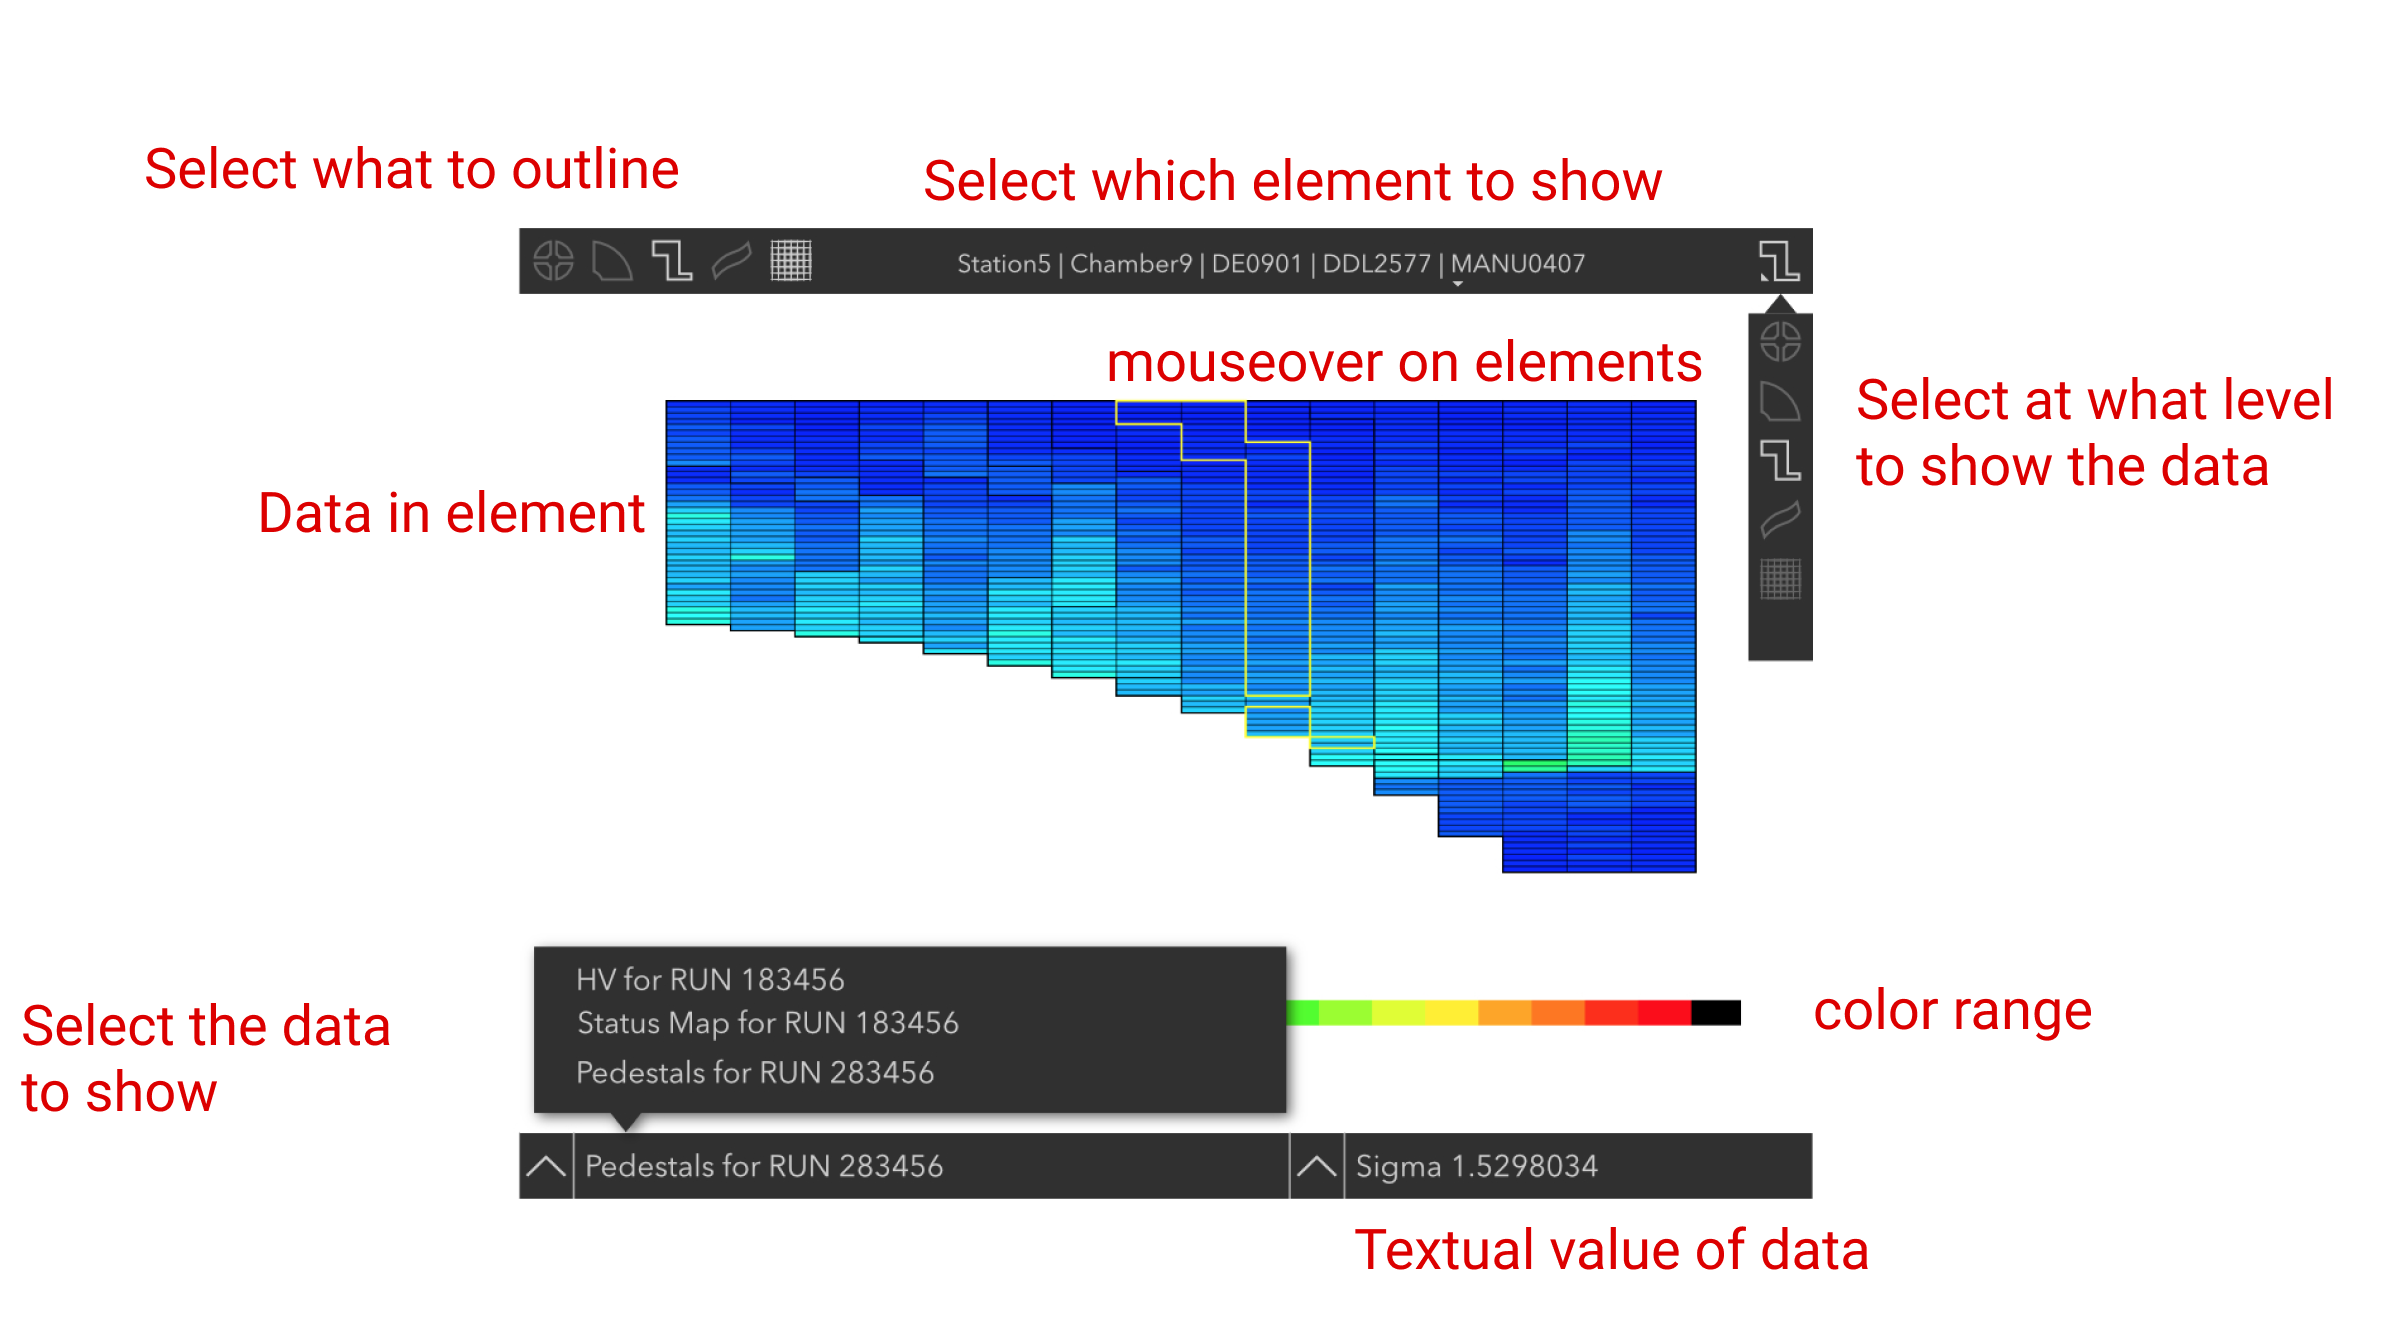 Select what to outline
Select which element to show
Station5 | Chamber9 | DE0901 | DDL2577 | MANU0407
mouseover on elements
Select at what level
to show the data
Data in element
HV for RUN 183456
Status Map for RUN 183456
Pedestals for RUN 283456
color range
Select the data
to show
Pedestals for RUN 283456
Sigma 1.5298034
Textual value of data